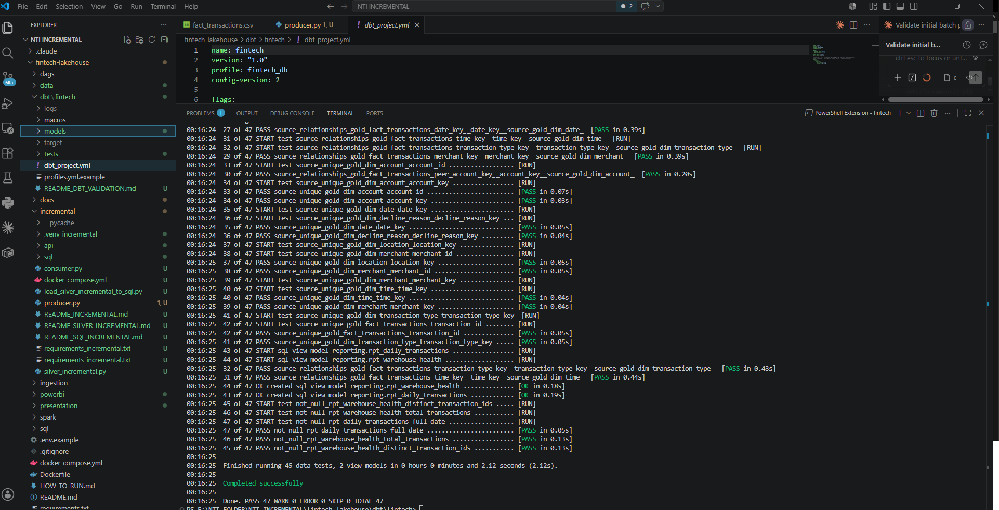 File Edit Selection View Go Run Terminal Help
NTI INCREMENTAL
2
EXPLORER
NTI INCREMENTAL
.claude
fintech-lakehouse
dags
data
dbt\fintech
logs
macros
models
target
tests
dbt_project.yml
profiles.yml.example
README_DBT_VALIDATION.md U
docs
incremental
__pycache__
.venv-incremental
api
sql
consumer.py U
docker-compose.yml U
load_silver_incremental_to_sql.py U
producer.py 1, U
README_INCREMENTAL.md U
README_SILVER_INCREMENTAL.md U
README_SQL_INCREMENTAL.md U
requirements_incremental.txt U
requirements-incremental.txt U
silver_incremental.py U
ingestion
powerbi
presentation
spark
sql
.env.example
.gitignore
docker-compose.yml
Dockerfile
HOW_TO_RUN.md
README.md
requirements.txt
5K+
fact_transactions.csv
producer.py 1, U
dbt_project.yml
fintech-lakehouse > dbt > fintech > ! dbt_project.yml
1 name: fintech
2 version: "1.0"
3 profile: fintech_db
4 config-version: 2
5
6 flags:
Validate initial batch p
Validate initial b...
ctrl esc to focus or unf...
d
PROBLEMS 1 OUTPUT DEBUG CONSOLE TERMINAL PORTS
PowerShell Extension - fintech
00:16:24 27 of 47 PASS source_relationships_gold_fact_transactions_date_key__date_key__source_gold_dim_date_ [PASS in 0.39s]
00:16:24 31 of 47 START test source_relationships_gold_fact_transactions_time_key__time_key__source_gold_dim_time_ [RUN]
00:16:24 32 of 47 START test source_relationships_gold_fact_transactions_transaction_type_key__transaction_type_key__source_gold_dim_transaction_type_ [RUN]
00:16:24 29 of 47 PASS source_relationships_gold_fact_transactions_merchant_key__merchant_key__source_gold_dim_merchant_ [PASS in 0.39s]
00:16:24 33 of 47 START test source_unique_gold_dim_account_account_id ................... [RUN]
00:16:24 30 of 47 PASS source_relationships_gold_fact_transactions_peer_account_key__account_key__source_gold_dim_account_ [PASS in 0.20s]
00:16:24 34 of 47 START test source_unique_gold_dim_account_account_key .................. [RUN]
00:16:24 33 of 47 PASS source_unique_gold_dim_account_account_id ......................... [PASS in 0.07s]
00:16:24 34 of 47 PASS source_unique_gold_dim_account_account_key ........................ [PASS in 0.03s]
00:16:24 35 of 47 START test source_unique_gold_dim_date_date_key ........................ [RUN]
00:16:24 36 of 47 START test source_unique_gold_dim_decline_reason_decline_reason_key ... [RUN]
00:16:24 35 of 47 PASS source_unique_gold_dim_date_date_key .............................. [PASS in 0.05s]
00:16:24 36 of 47 PASS source_unique_gold_dim_decline_reason_decline_reason_key ......... [PASS in 0.04s]
00:16:24 37 of 47 START test source_unique_gold_dim_location_location_key ................ [RUN]
00:16:24 38 of 47 START test source_unique_gold_dim_merchant_merchant_id ................. [RUN]
00:16:25 37 of 47 PASS source_unique_gold_dim_location_location_key ...................... [PASS in 0.05s]
00:16:25 38 of 47 PASS source_unique_gold_dim_merchant_merchant_id ....................... [PASS in 0.05s]
00:16:25 39 of 47 START test source_unique_gold_dim_merchant_merchant_key ................ [RUN]
00:16:25 40 of 47 START test source_unique_gold_dim_time_time_key ........................ [RUN]
00:16:25 40 of 47 PASS source_unique_gold_dim_time_time_key .............................. [PASS in 0.04s]
00:16:25 39 of 47 PASS source_unique_gold_dim_merchant_merchant_key ...................... [PASS in 0.04s]
00:16:25 41 of 47 START test source_unique_gold_dim_transaction_type_transaction_type_key [RUN]
00:16:25 42 of 47 START test source_unique_gold_fact_transactions_transaction_id ........ [RUN]
00:16:25 42 of 47 PASS source_unique_gold_fact_transactions_transaction_id .............. [PASS in 0.05s]
00:16:25 41 of 47 PASS source_unique_gold_dim_transaction_type_transaction_type_key ..... [PASS in 0.05s]
00:16:25 43 of 47 START sql view model reporting.rpt_daily_transactions ................. [RUN]
00:16:25 44 of 47 START sql view model reporting.rpt_warehouse_health ................... [RUN]
00:16:25 32 of 47 PASS source_relationships_gold_fact_transactions_transaction_type_key__transaction_type_key__source_gold_dim_transaction_type_ [PASS in 0.43s]
00:16:25 31 of 47 PASS source_relationships_gold_fact_transactions_time_key__time_key__source_gold_dim_time_ [PASS in 0.44s]
00:16:25 44 of 47 OK created sql view model reporting.rpt_warehouse_health .............. [OK in 0.18s]
00:16:25 43 of 47 OK created sql view model reporting.rpt_daily_transactions ............ [OK in 0.19s]
00:16:25 45 of 47 START test not_null_rpt_warehouse_health_distinct_transaction_ids ..... [RUN]
00:16:25 46 of 47 START test not_null_rpt_warehouse_health_total_transactions ........... [RUN]
00:16:25 47 of 47 START test not_null_rpt_daily_transactions_full_date .................. [RUN]
00:16:25 47 of 47 PASS not_null_rpt_daily_transactions_full_date ........................ [PASS in 0.05s]
00:16:25 46 of 47 PASS not_null_rpt_warehouse_health_total_transactions ................. [PASS in 0.13s]
00:16:25 45 of 47 PASS not_null_rpt_warehouse_health_distinct_transaction_ids ........... [PASS in 0.13s]
00:16:25
00:16:25 Finished running 45 data tests, 2 view models in 0 hours 0 minutes and 2.12 seconds (2.12s).
00:16:25
00:16:25 Completed successfully
00:16:25
00:16:25 Done. PASS=47 WARN=0 ERROR=0 SKIP=0 TOTAL=47
PS E:\NTI FOLDER\NTI INCREMENTAL\fintech-lakehouse\dbt\fintech>